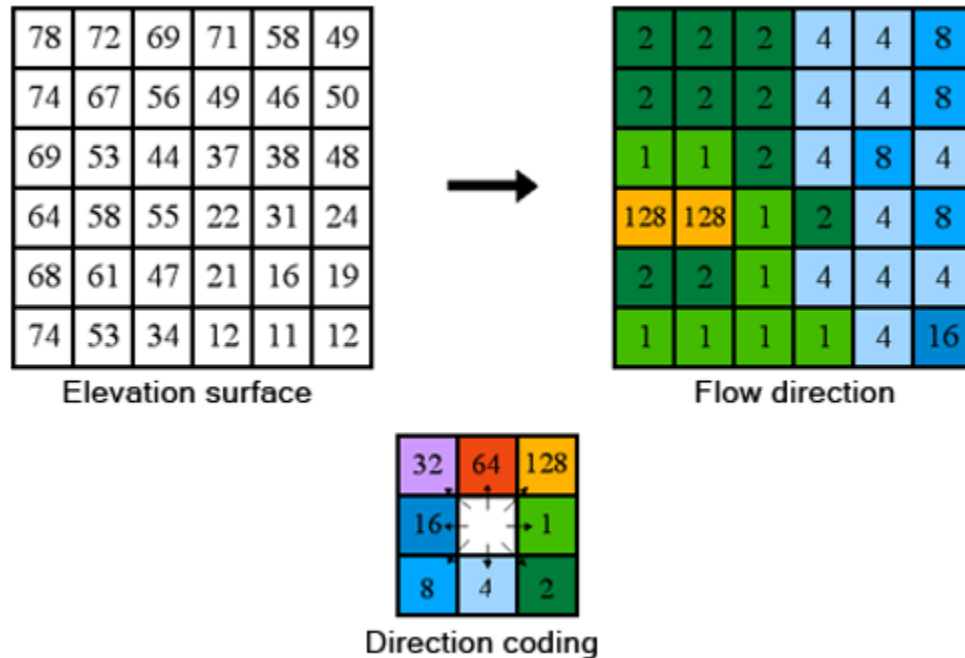 78 72 69 71 58 49 2 2 2 4 4 8
74 67 56 49 46 50 2 2 2 4 4 8
69 53 44 37 38 48 1 1 2 4 8 4
64 58 55 22 31 24 128 128 1 2 4 8
68 61 47 21 16 19 2 2 1 4 4 4
74 53 34 12 11 12 1 1 1 1 4 16
Elevation surface Flow direction
32 64 128
16 1
8 4 2
Direction coding